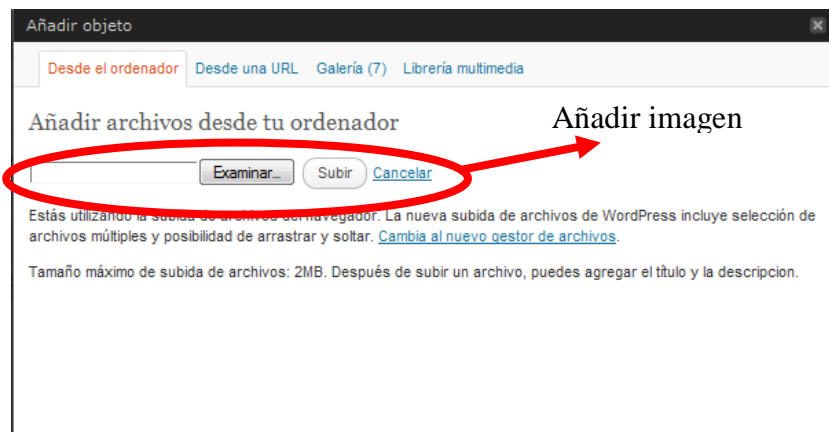 Añadir objeto
Desde el ordenador Desde una URL Galería (7) Librería multimedia
Añadir archivos desde tu ordenador
Añadir imagen
Examinar... Subir Cancelar
Estás utilizando la subida de archivos del navegador. La nueva subida de archivos de WordPress incluye selección de
archivos múltiples y posibilidad de arrastrar y soltar. Cambia al nuevo gestor de archivos.
Tamaño máximo de subida de archivos: 2MB. Después de subir un archivo, puedes agregar el título y la descripcion.